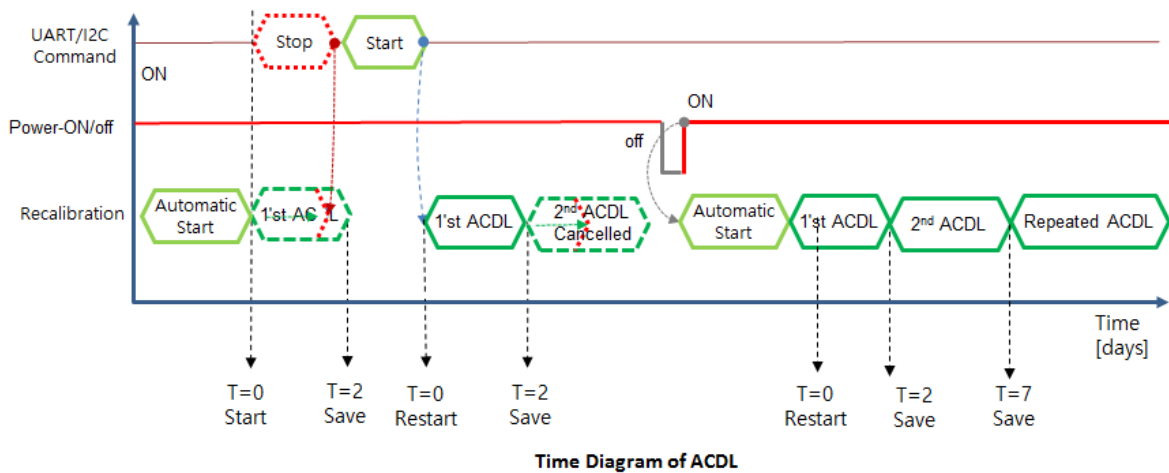 UART/I2C
Command
Stop
Start
ON
Power-ON/off
ON
off
Recalibration
Automatic
Start
1'st AC L
1'st ACDL
2nd ACDL
Cancelled
Automatic
Start
1'st ACDL
2nd ACDL
Repeated ACDL
Time
[days]
T=0
Start
T=2
Save
T=0
Restart
T=2
Save
T=0
Restart
T=2
Save
T=7
Save
Time Diagram of ACDL